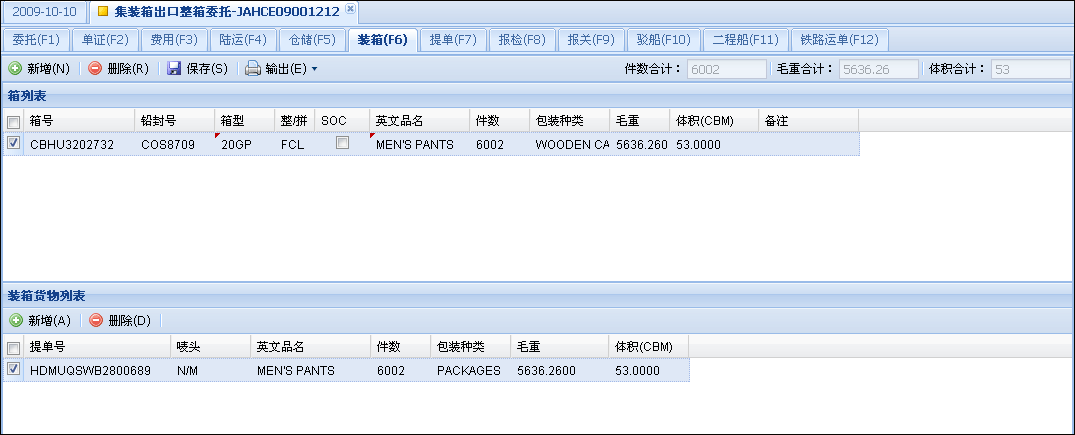 2009-10-10 集装箱出口整箱委托-JAHCE09001212
委托(F1) 单证(F2) 费用(F3) 陆运(F4) 仓储(F5) 装箱(F6) 提单(F7) 报检(F8) 报关(F9) 驳船(F10) 二程船(F11) 铁路运单(F12)
新增(N) 删除(R) 保存(S) 输出(E) 件数合计： 6002 毛重合计： 5636.26 体积合计： 53
箱列表
箱号 铅封号 箱型 整/拼 SOC 英文品名 件数 包装种类 毛重 体积(CBM) 备注
CBHU3202732 COS8709 20GP FCL MEN'S PANTS 6002 WOODEN CA 5636.260 53.0000
装箱货物列表
新增(A) 删除(D)
提单号 唛头 英文品名 件数 包装种类 毛重 体积(CBM)
HDMUQSWB2800689 N/M MEN'S PANTS 6002 PACKAGES 5636.2600 53.0000